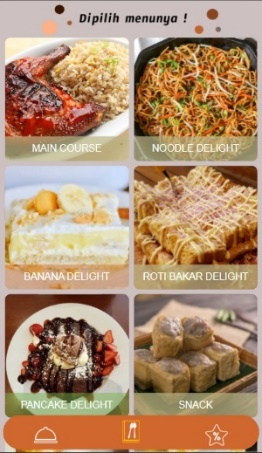 Dipilih menunya !
MAIN COURSE
NOODLE DELIGHT
BANANA DELIGHT
ROTI BAKAR DELIGHT
PANCAKE DELIGHT
SNACK
%